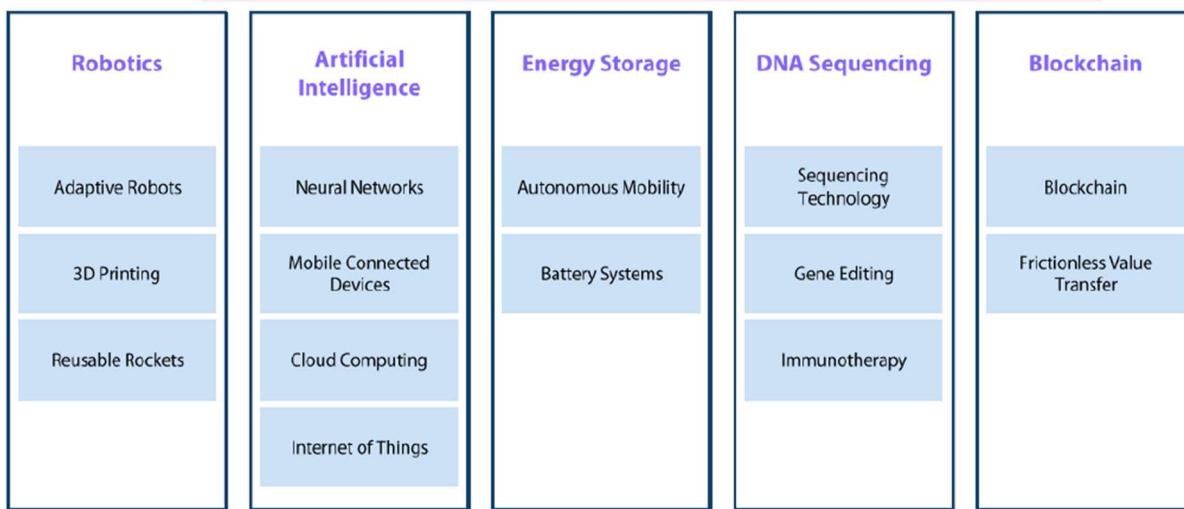 Robotics
Adaptive Robots
3D Printing
Reusable Rockets
Artificial
Intelligence
Neural Networks
Mobile Connected
Devices
Cloud Computing
Internet of Things
Energy Storage
Autonomous Mobility
Battery Systems
DNA Sequencing
Sequencing
Technology
Gene Editing
Immunotherapy
Blockchain
Blockchain
Frictionless Value
Transfer